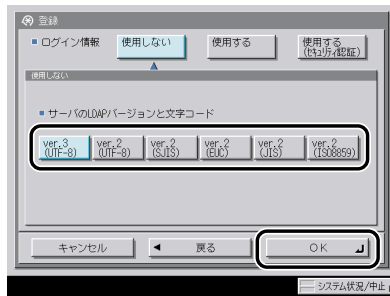 登録
ログイン情報
使用しない
使用する
使用する
(セキュリティ認証)
使用しない
サーバのLDAPバージョンと文字コード
ver.3
(UTF-8)
ver.2
(UTF-8)
ver.2
(SJIS)
ver.2
(EUC)
ver.2
(JIS)
ver.2
(ISO8859)
キャンセル
戻る
OK
システム状況/中止